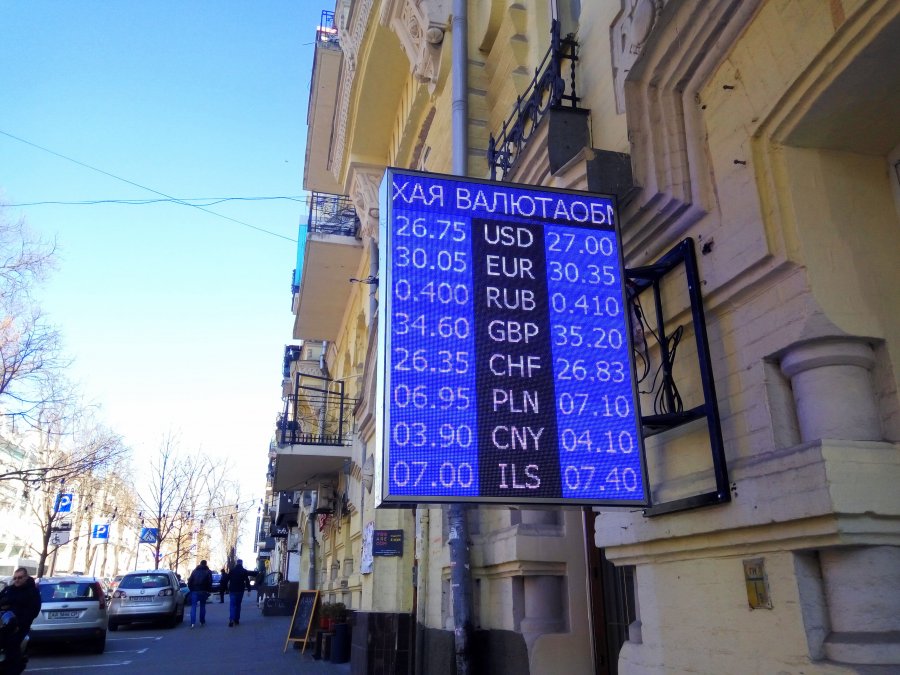 ХАЯ ВАЛЮТАОБМ
26.75 USD 27.00
30.05 EUR 30.35
0.400 RUB 0.410
34.60 GBP 35.20
26.35 CHF 26.83
06.95 PLN 07.10
03.90 CNY 04.10
07.00 ILS 07.40
P
P